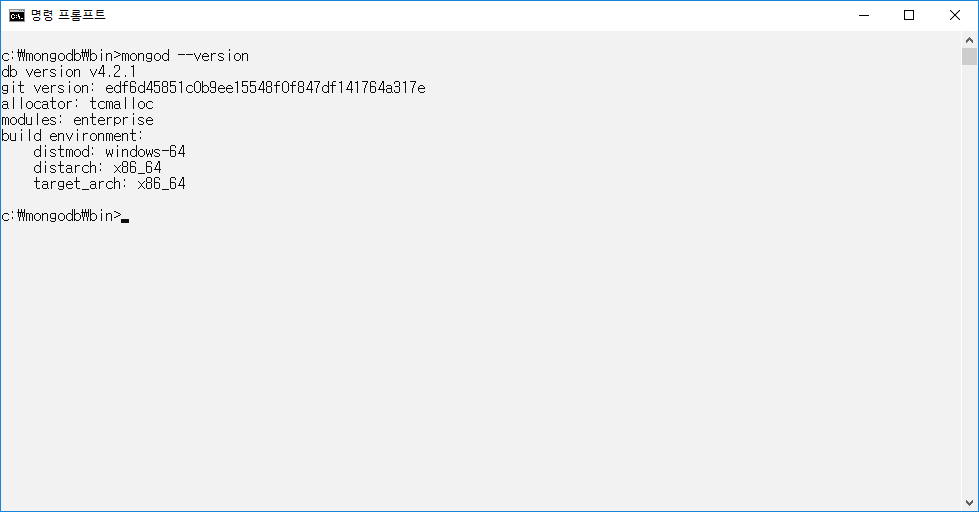 명령 프롬프트
c:₩mongodb₩bin>mongod --version
db version v4.2.1
git version: edf6d45851c0b9ee15548f0f847df141764a317e
allocator: tcmalloc
modules: enterprise
build environment:
    distmod: windows-64
    distarch: x86_64
    target_arch: x86_64
c:₩mongodb₩bin>